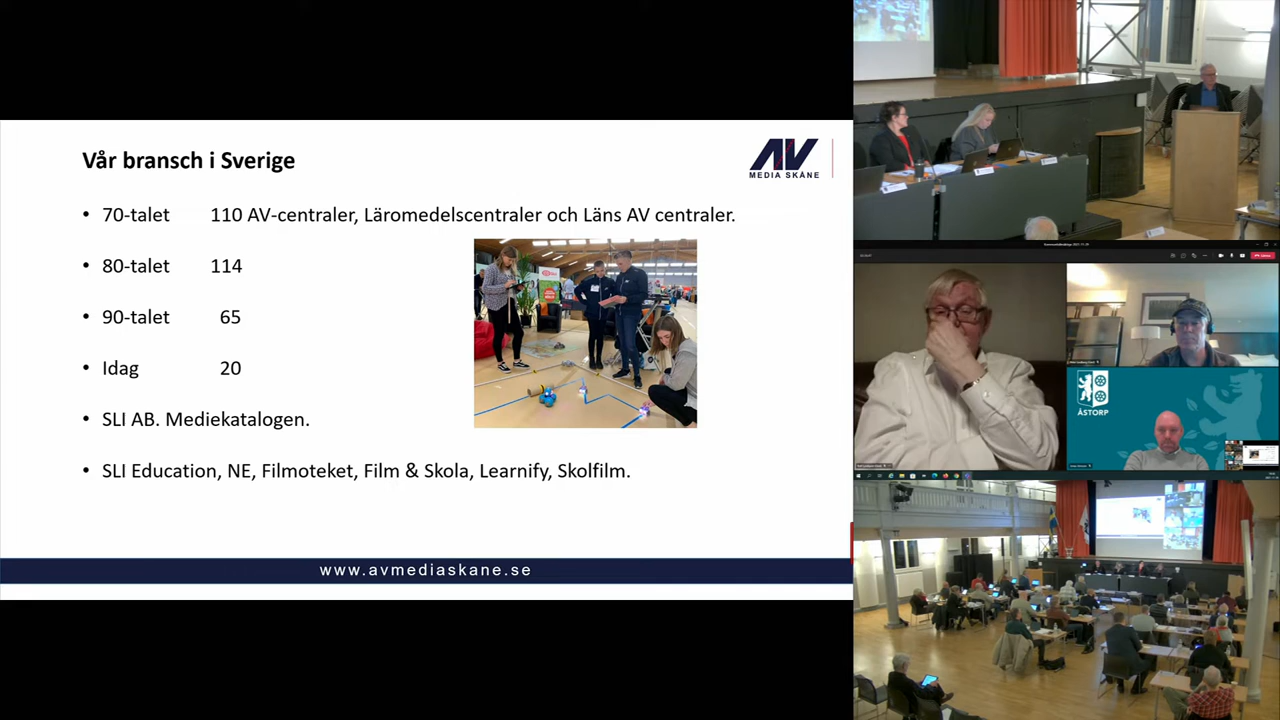 Vår bransch i Sverige
AV
MEDIA SKÅNE
• 70-talet 110 AV-centraler, Läromedelscentraler och Läns AV centraler.
• 80-talet 114
• 90-talet 65
• Idag 20
• SLI AB. Mediekatalogen.
• SLI Education, NE, Filmoteket, Film & Skola, Learnify, Skolfilm.
www.avmediaskane.se
ÅSTORP